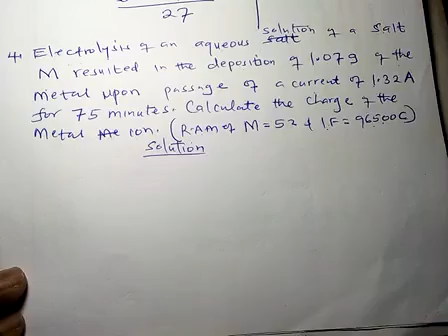 27
4. Electrolysis of an aqueous solution of a salt
M resulted in the deposition of 1.07g of the
metal upon passage of a current of 1.32A
for 75 minutes. Calculate the charge of the
Metal ion. (R.A.M of M = 52 & 1F = 96500C)
Solution